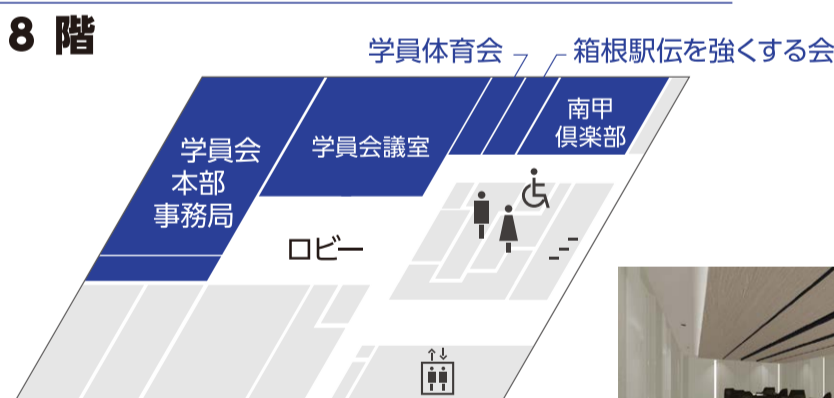 8 階
学員体育会
箱根駅伝を強くする会
学員会
本部
事務局
学員会議室
南甲
倶楽部
ロビー